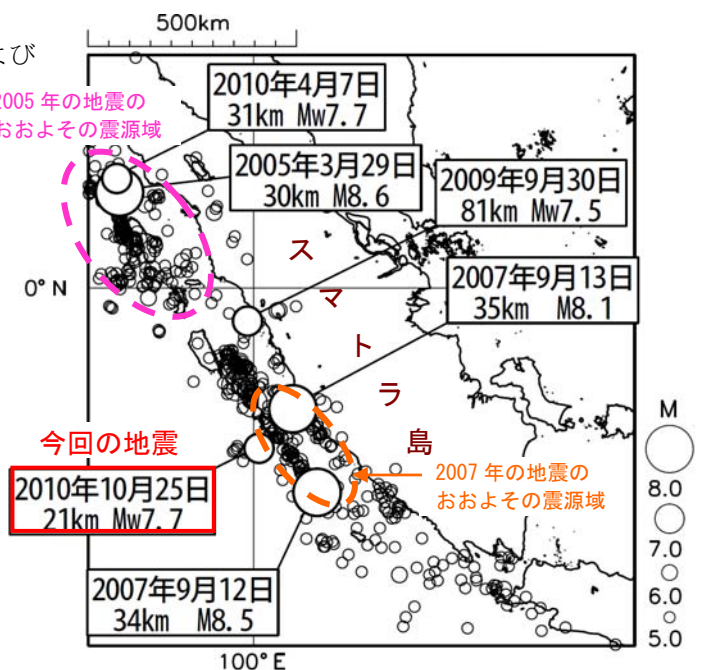 500km
よび
2005 年の地震の
おおよその震源域
2010年4月7日
31km Mw7.7
2005年3月29日
30km M8.6
2009年9月30日
81km Mw7.5
2007年9月13日
35km M8.1
0° N
スマトラ島
今回の地震
2010年10月25日
21km Mw7.7
2007 年の地震の
おおよその震源域
2007年9月12日
34km M8.5
M
8.0
7.0
6.0
5.0
100° E